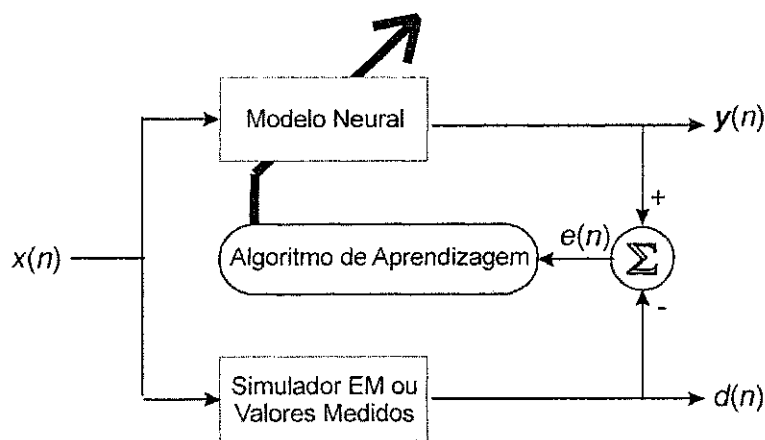 Modelo Neural
y(n)
+
x(n)
Algoritmo de Aprendizagem
e(n)
Σ
-
Simulador EM ou
Valores Medidos
d(n)